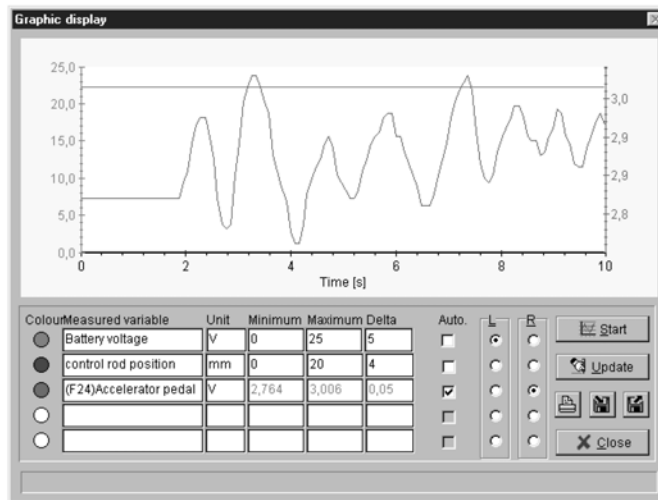 Graphic display
25,0
20,0
15,0
10,0
5,0
0,0
3,0
2,9
2,9
2,8
0 2 4 6 8 10
Time [s]
Colour Measured variable Unit Minimum Maximum Delta Auto. L R
Battery voltage V 0 25 5
control rod position mm 0 20 4
(F24)Accelerator pedal V 2,764 3,006 0,05
Start
Update
Close